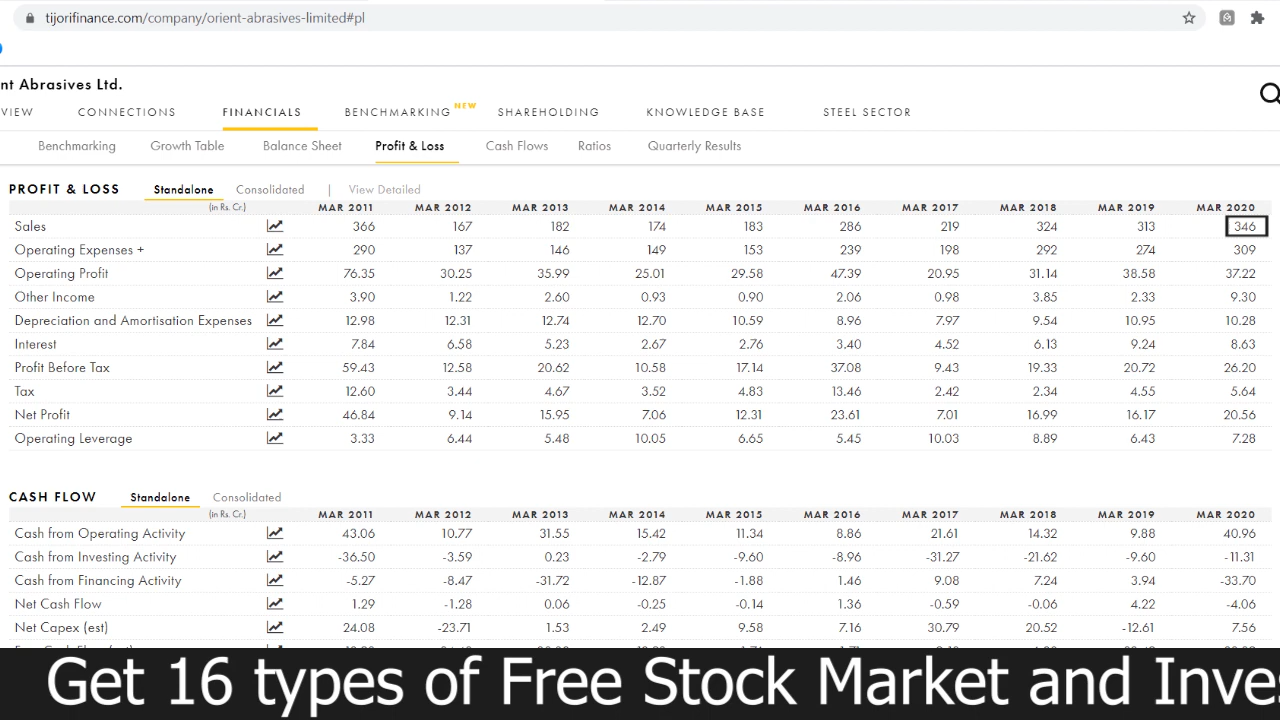 tijorifinance.com/company/orient-abrasives-limited#pl
nt Abrasives Ltd.
VIEW CONNECTIONS FINANCIALS BENCHMARKING NEW SHAREHOLDING KNOWLEDGE BASE STEEL SECTOR
Benchmarking Growth Table Balance Sheet Profit & Loss Cash Flows Ratios Quarterly Results
PROFIT & LOSS Standalone Consolidated | View Detailed
(in Rs. Cr.) MAR 2011 MAR 2012 MAR 2013 MAR 2014 MAR 2015 MAR 2016 MAR 2017 MAR 2018 MAR 2019 MAR 2020
Sales 366 167 182 174 183 286 219 324 313 346
Operating Expenses + 290 137 146 149 153 239 198 292 274 309
Operating Profit 76.35 30.25 35.99 25.01 29.58 47.39 20.95 31.14 38.58 37.22
Other Income 3.90 1.22 2.60 0.93 0.90 2.06 0.98 3.85 2.33 9.30
Depreciation and Amortisation Expenses 12.98 12.31 12.74 12.70 10.59 8.96 7.97 9.54 10.95 10.28
Interest 7.84 6.58 5.23 2.67 2.76 3.40 4.52 6.13 9.24 8.63
Profit Before Tax 59.43 12.58 20.62 10.58 17.14 37.08 9.43 19.33 20.72 26.20
Tax 12.60 3.44 4.67 3.52 4.83 13.46 2.42 2.34 4.55 5.64
Net Profit 46.84 9.14 15.95 7.06 12.31 23.61 7.01 16.99 16.17 20.56
Operating Leverage 3.33 6.44 5.48 10.05 6.65 5.45 10.03 8.89 6.43 7.28
CASH FLOW Standalone Consolidated
(in Rs. Cr.) MAR 2011 MAR 2012 MAR 2013 MAR 2014 MAR 2015 MAR 2016 MAR 2017 MAR 2018 MAR 2019 MAR 2020
Cash from Operating Activity 43.06 10.77 31.55 15.42 11.34 8.86 21.61 14.32 9.88 40.96
Cash from Investing Activity -36.50 -3.59 0.23 -2.79 -9.60 -8.96 -31.27 -21.62 -9.60 -11.31
Cash from Financing Activity -5.27 -8.47 -31.72 -12.87 -1.88 1.46 9.08 7.24 3.94 -33.70
Net Cash Flow 1.29 -1.28 0.06 -0.25 -0.14 1.36 -0.59 -0.06 4.22 -4.06
Net Capex (est) 24.08 -23.71 1.53 2.49 9.58 7.16 30.79 20.52 -12.61 7.56
Get 16 types of Free Stock Market and Inves